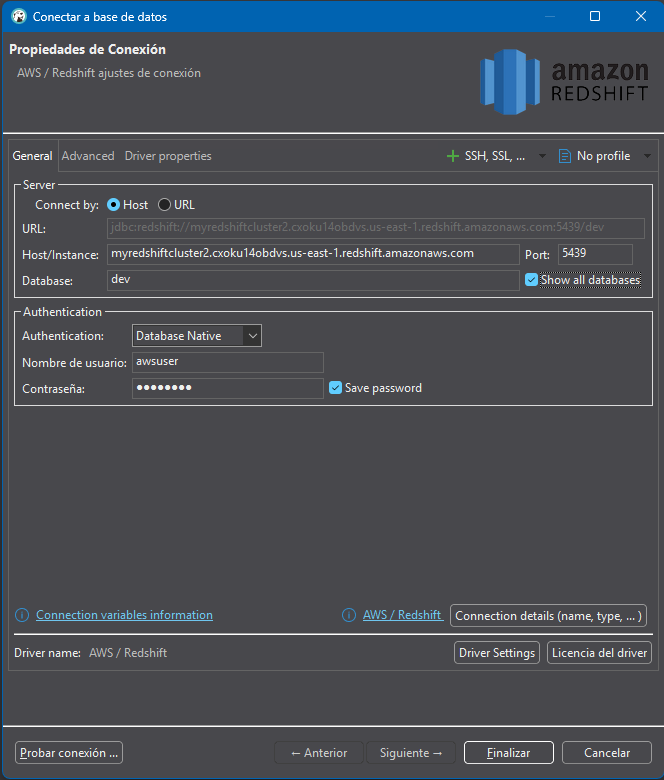 Conectar a base de datos
Propiedades de Conexión
AWS / Redshift ajustes de conexión
amazon
REDSHIFT
General Advanced Driver properties SSH, SSL, ... No profile
Server
Connect by: Host URL
URL: jdbc:redshift://myredshiftcluster2.cxoku14obdvs.us-east-1.redshift.amazonaws.com:5439/dev
Host/Instance: myredshiftcluster2.cxoku14obdvs.us-east-1.redshift.amazonaws.com Port: 5439
Database: dev Show all databases
Authentication
Authentication: Database Native
Nombre de usuario: awsuser
Contraseña: •••••••• Save password
Connection variables information AWS / Redshift Connection details (name, type, ... )
Driver name: AWS / Redshift Driver Settings Licencia del driver
Probar conexión ... ← Anterior Siguiente → Finalizar Cancelar